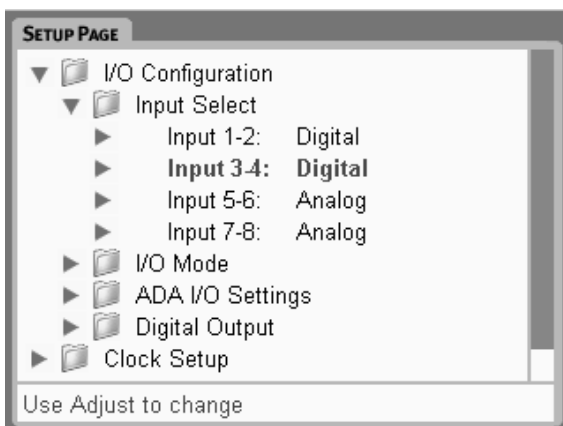 SETUP PAGE
I/O Configuration
Input Select
Input 1-2: Digital
Input 3-4: Digital
Input 5-6: Analog
Input 7-8: Analog
I/O Mode
ADA I/O Settings
Digital Output
Clock Setup
Use Adjust to change